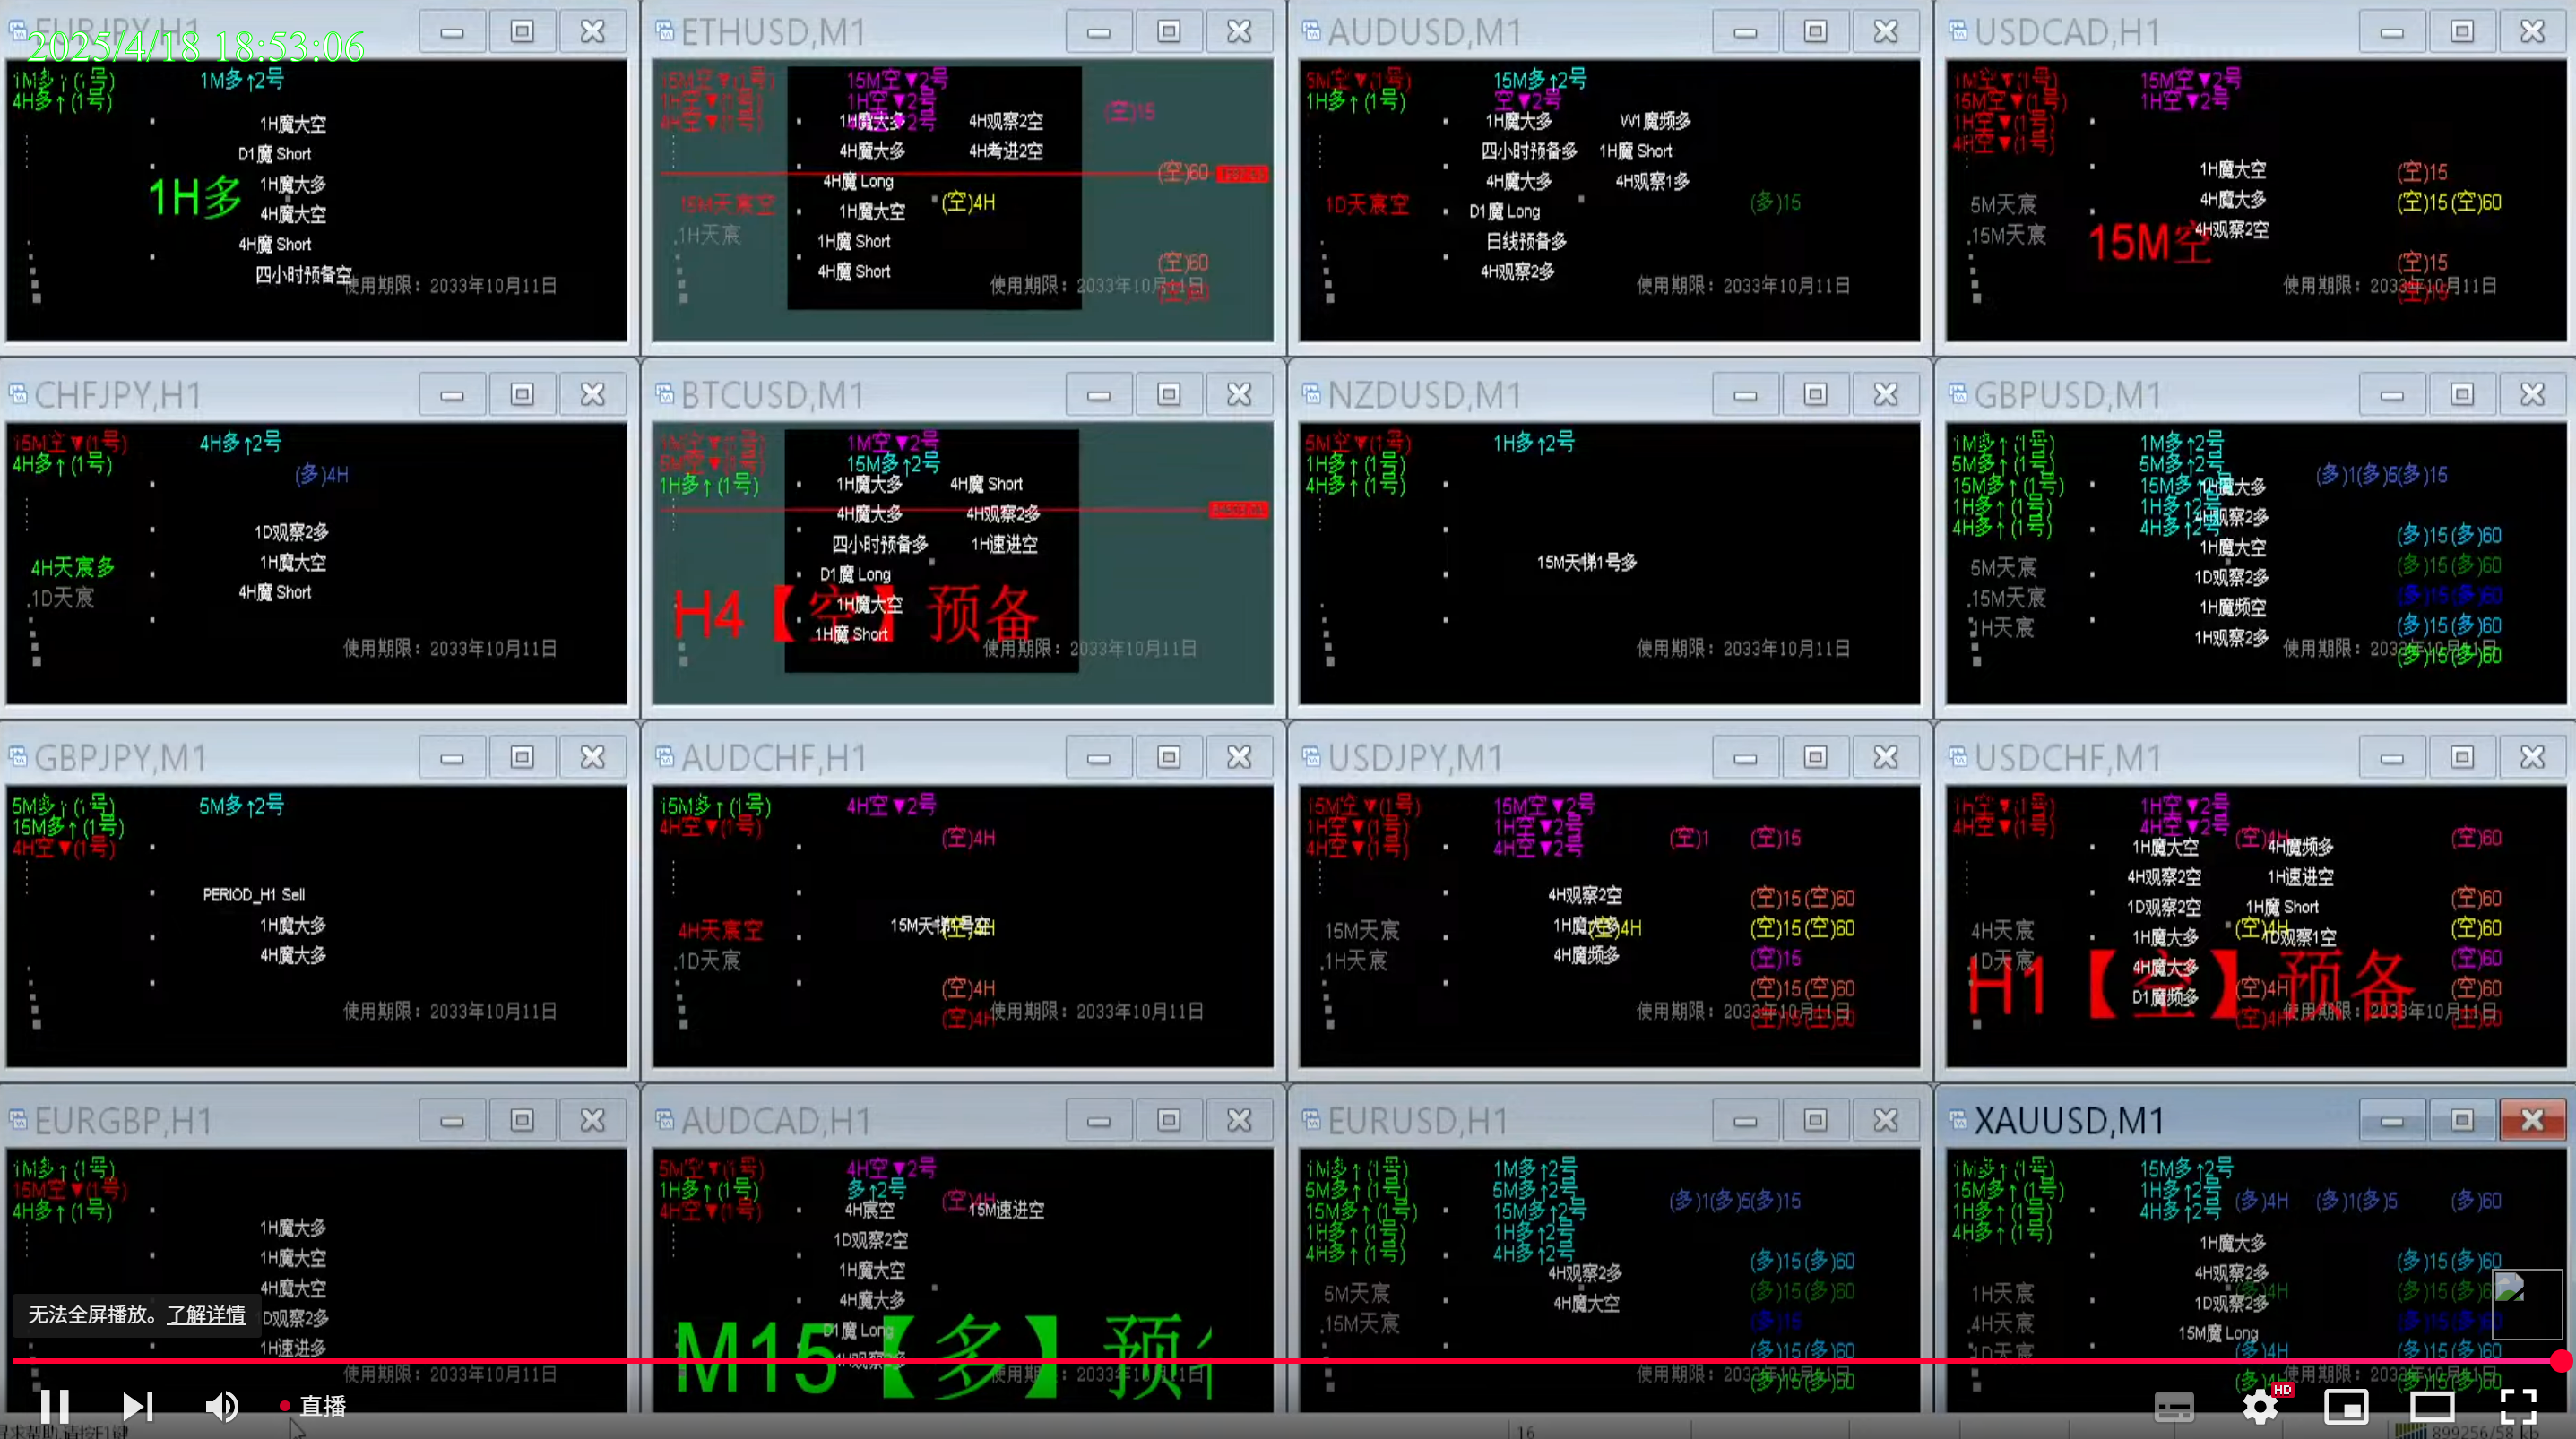 EURJPY,H1
2025/4/18 18:53:06
1M多↑(1号)
4H多↑(1号)
1M多↑2号
1H魔大空
D1魔 Short
1H多
1H魔大多
4H魔大空
4H魔 Short
四小时预备空
使用期限：2033年10月11日
ETHUSD,M1
15M空▼(1号)
1H空▼(1号)
4H空▼(1号)
15M空▼2号
1H空▼2号
4H空▼2号
(空)15
1H魔大多
4H观察2空
4H魔大多
4H考进2空
(空)60
4H魔 Long
15M天宸空
1H魔大空
(空)4H
.1H天宸
1H魔 Short
4H魔 Short
(空)60
使用期限：2033年10月11日
(空)60
AUDUSD,M1
5M空▼(1号)
1H多↑(1号)
15M多↑2号
空▼2号
1H魔大多
W1魔频多
四小时预备多
1H魔 Short
4H魔大多
4H观察1多
1D天宸空
D1魔 Long
(多)15
日线预备多
4H观察2多
使用期限：2033年10月11日
USDCAD,H1
1M空▼(1号)
15M空▼(1号)
1H空▼(1号)
4H空▼(1号)
15M空▼2号
1H空▼2号
1H魔大空
(空)15
4H魔大多
(空)15(空)60
5M天宸
.15M天宸
15M空
4H观察2空
(空)15
使用期限：2033年10月11日
(空)15
CHFJPY,H1
15M空▼(1号)
4H多↑(1号)
4H多↑2号
(多)4H
1D观察2多
1H魔大空
4H天宸多
.1D天宸
4H魔 Short
使用期限：2033年10月11日
BTCUSD,M1
1M空▼(1号)
5M空▼(1号)
1H多↑(1号)
1M空▼2号
15M多↑2号
1H魔大多
4H魔 Short
4H魔大多
4H观察2多
四小时预备多
1H速进空
D1魔 Long
H4【空】预备
1H魔大空
1H魔 Short
使用期限：2033年10月11日
NZDUSD,M1
5M空▼(1号)
1H多↑(1号)
4H多↑(1号)
1H多↑2号
15M天梯1号多
使用期限：2033年10月11日
GBPUSD,M1
1M多↑(1号)
5M多↑(1号)
15M多↑(1号)
1H多↑(1号)
4H多↑(1号)
1M多↑2号
5M多↑2号
15M多↑2号
1H多↑2号
4H多↑2号
(多)1(多)5(多)15
1H魔大多
4H观察2多
1H魔大空
(多)15(多)60
5M天宸
1D观察2多
(多)15(多)60
.15M天宸
1H魔频空
(多)15(多)60
1H天宸
1H观察2多
(多)15(多)60
使用期限：2033年10月11日
(多)15(多)60
GBPJPY,M1
5M多↑(1号)
15M多↑(1号)
4H空▼(1号)
5M多↑2号
PERIOD_H1 Sell
1H魔大多
4H魔大多
使用期限：2033年10月11日
AUDCHF,H1
15M多↑(1号)
4H空▼(1号)
4H空▼2号
(空)4H
4H天宸空
15M天梯1号空
(空)4H
.1D天宸
(空)4H
使用期限：2033年10月11日
(空)4H
USDJPY,M1
15M空▼(1号)
1H空▼(1号)
4H空▼(1号)
15M空▼2号
1H空▼2号
4H空▼2号
(空)1
(空)15
4H观察2空
(空)15(空)60
15M天宸
1H魔大多
(空)4H
(空)15(空)60
.1H天宸
4H魔频多
(空)15
(空)15(空)60
使用期限：2033年10月11日
(空)15(空)60
USDCHF,M1
1H空▼(1号)
4H空▼(1号)
1H空▼2号
4H空▼2号
(空)4H
(空)60
1H魔大空
4H魔频多
4H观察2空
1H速进空
(空)60
1D观察2空
1H魔 Short
4H天宸
1H魔大多
(空)4H
1D观察1空
(空)60
.1D天宸
4H魔大多
(空)60
H1【空】预备
D1魔频多
(空)4H
(空)60
使用期限：2033年10月11日
(空)4H
(空)60
EURGBP,H1
1M多↑(1号)
15M空▼(1号)
4H多↑(1号)
1H魔大多
1H魔大空
4H魔大空
1D观察2多
1H速进多
使用期限：2033年10月11日
无法全屏播放。了解详情
AUDCAD,H1
5M空▼(1号)
1H多↑(1号)
4H空▼(1号)
4H空▼2号
多↑2号
(空)4H
4H宸空
15M速进空
1D观察2空
1H魔大空
4H魔大多
D1魔 Long
M15【多】预
EURUSD,H1
1M多↑(1号)
5M多↑(1号)
15M多↑(1号)
1H多↑(1号)
4H多↑(1号)
1M多↑2号
5M多↑2号
15M多↑2号
1H多↑2号
4H多↑2号
(多)1(多)5(多)15
4H观察2多
(多)15(多)60
5M天宸
4H魔大空
(多)15(多)60
.15M天宸
(多)15
(多)15(多)60
使用期限：2033年10月11日
(多)15(多)60
XAUUSD,M1
1M多↑(1号)
15M多↑(1号)
1H多↑(1号)
4H多↑(1号)
15M多↑2号
1H多↑2号
4H多↑2号
(多)4H
(多)1(多)5
(多)60
1H魔大多
4H观察2多
(多)15(多)60
1H天宸
1D观察2多
.4H天宸
15M魔 Long
1D天宸
(多)4H
(多)15(多)60
使用期限：2033年10月11日
直播
HD
16
899256/58 kb